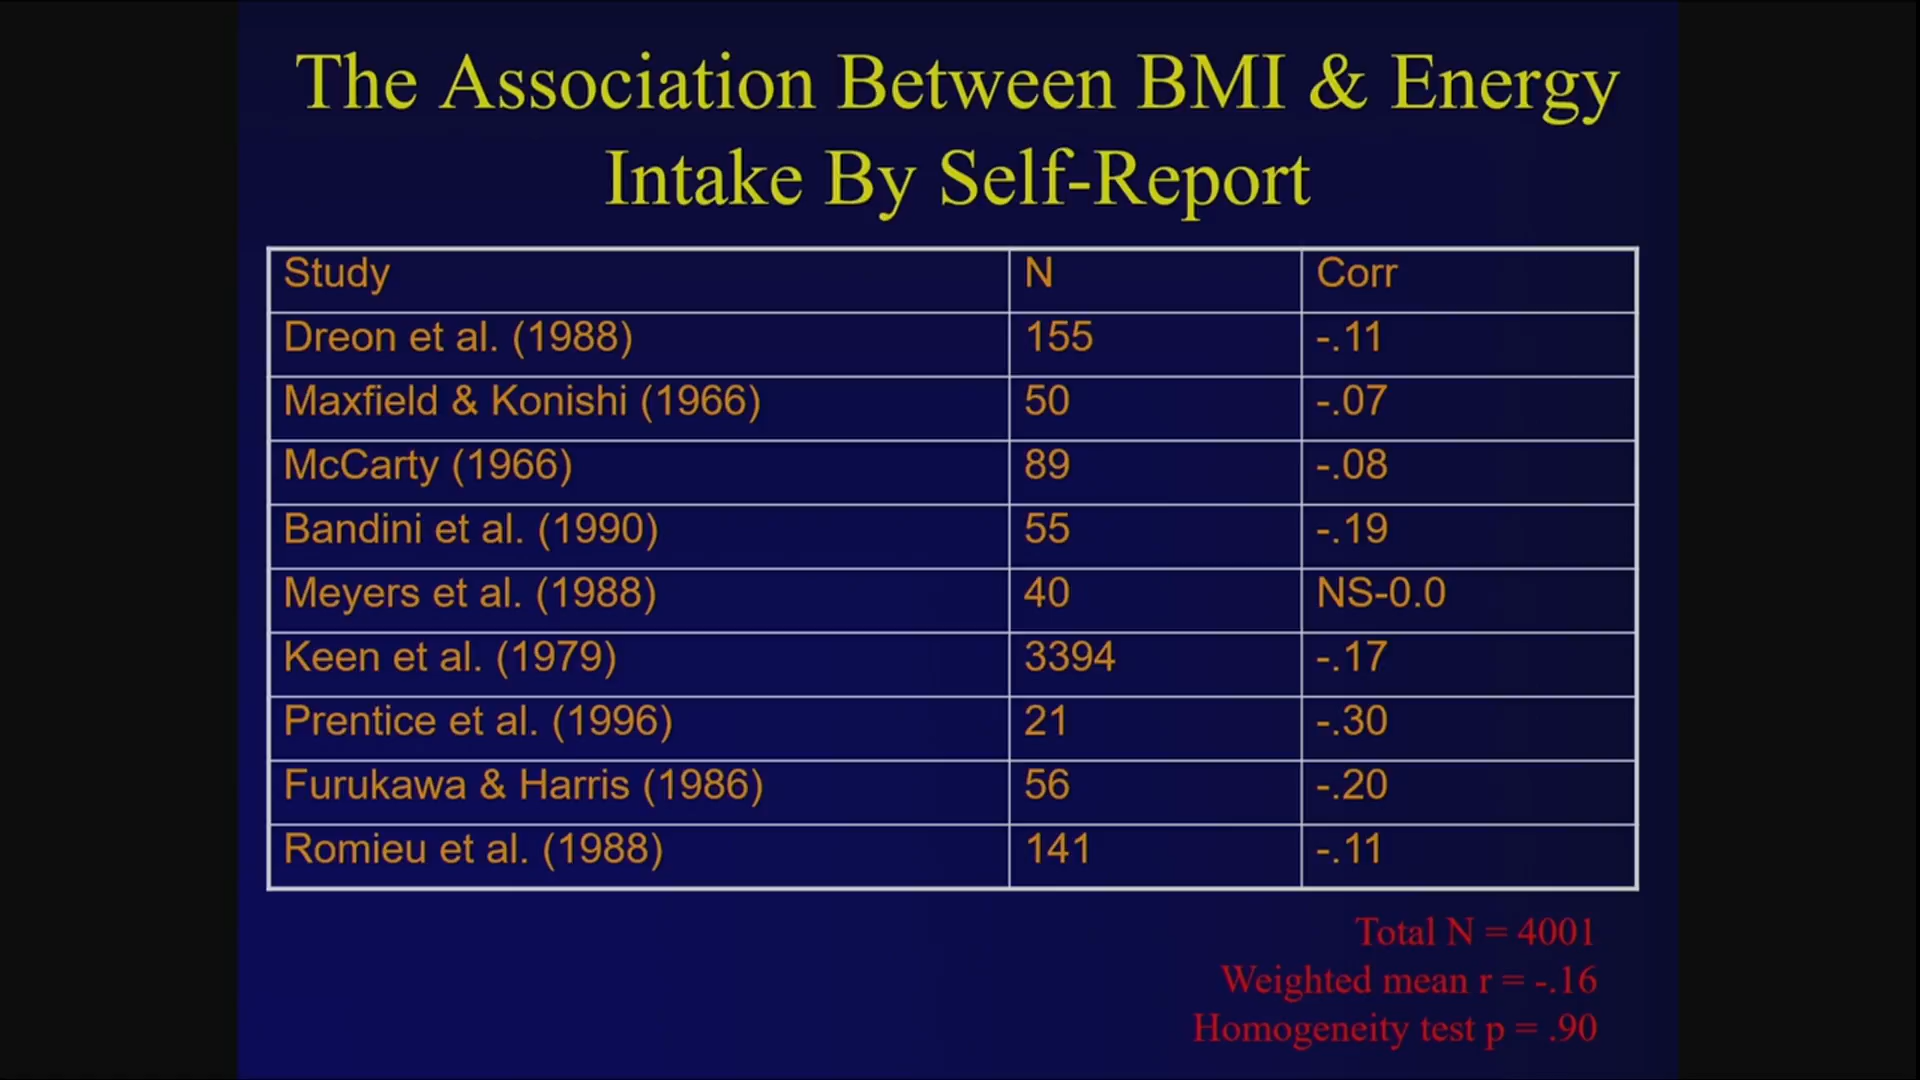 The Association Between BMI & Energy
Intake By Self-Report
Study N Corr
Dreon et al. (1988) 155 -.11
Maxfield & Konishi (1966) 50 -.07
McCarty (1966) 89 -.08
Bandini et al. (1990) 55 -.19
Meyers et al. (1988) 40 NS-0.0
Keen et al. (1979) 3394 -.17
Prentice et al. (1996) 21 -.30
Furukawa & Harris (1986) 56 -.20
Romieu et al. (1988) 141 -.11
Total N = 4001
Weighted mean r = -.16
Homogeneity test p = .90